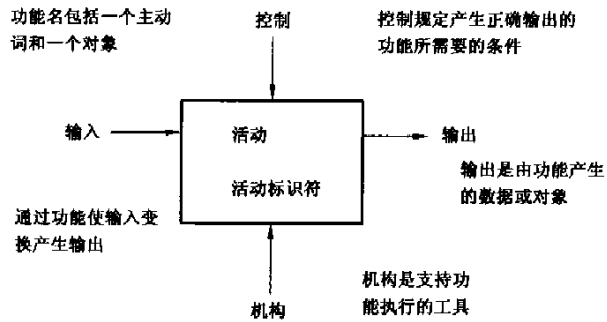 功能名包括一个主动
词和一个对象
控制
控制规定产生正确输出的
功能所需要的条件
输入
活动
活动标识符
输出
输出是由功能产生
的数据或对象
通过功能使输入变
换产生输出
机构
机构是支持功
能执行的工具